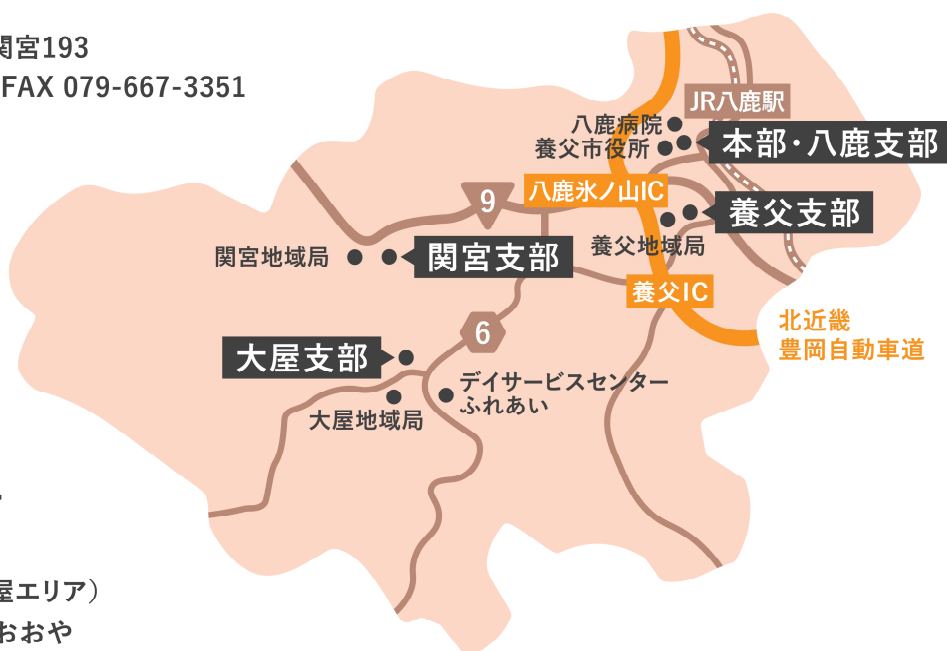 関宮193
FAX 079-667-3351
JR八鹿駅
八鹿病院
養父市役所
本部・八鹿支部
八鹿氷ノ山IC
9
養父支部
養父地域局
関宮地域局
関宮支部
養父IC
北近畿
豊岡自動車道
6
大屋支部
デイサービスセンター
ふれあい
大屋地域局
屋エリア）
おおや